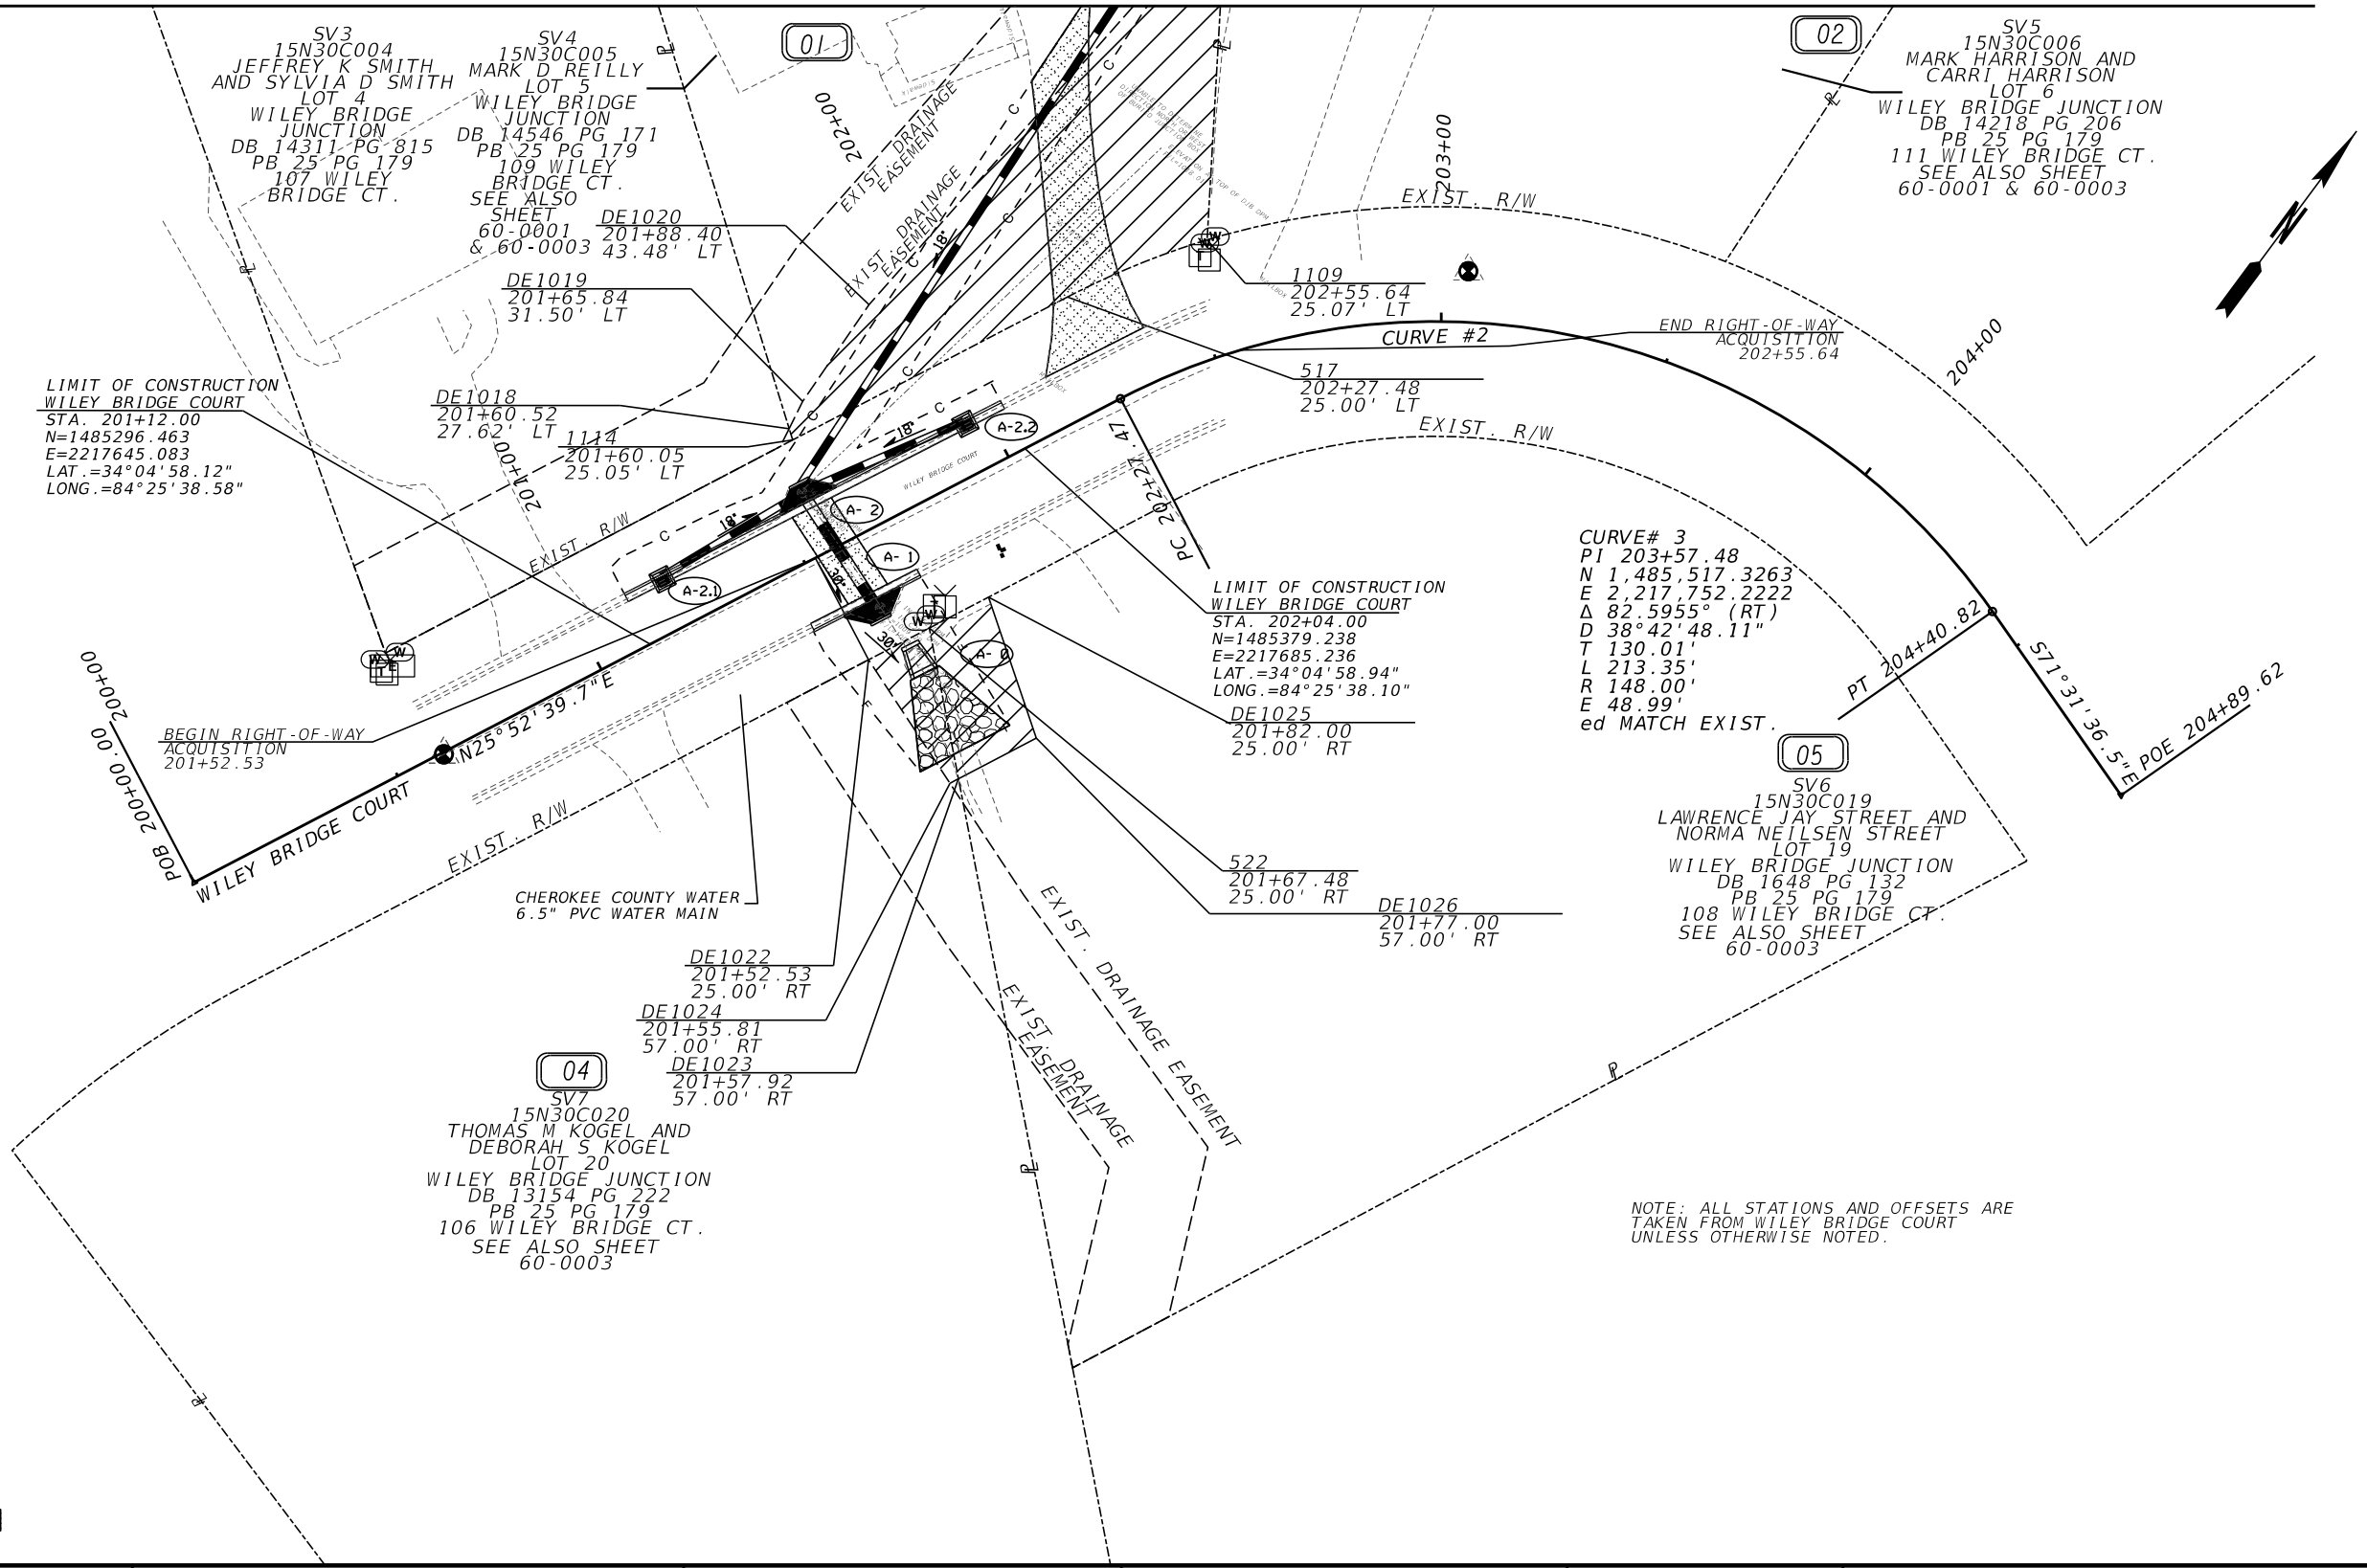 SV3
15N30C004
JEFFREY K SMITH
AND SYLVIA D SMITH
LOT 4
WILEY BRIDGE
JUNCTION
DB 14311 PG 815
PB 25 PG 179
107 WILEY
BRIDGE CT.
SV4
15N30C005
MARK D REILLY
LOT 5
WILEY BRIDGE
JUNCTION
DB 14546 PG 171
PB 25 PG 179
109 WILEY
BRIDGE CT.
SEE ALSO
SHEET
60-0001
& 60-0003
01
02
SV5
15N30C006
MARK HARRISON AND
CARRI HARRISON
LOT 6
WILEY BRIDGE JUNCTION
DB 14218 PG 206
PB 25 PG 179
111 WILEY BRIDGE CT.
SEE ALSO SHEET
60-0001 & 60-0003
202+00
EXIST. DRAINAGE
EASEMENT
EXIST. DRAINAGE
EASEMENT
203+00
EXIST. R/W
DE1020
201+88.40
43.48' LT
DE1019
201+65.84
31.50' LT
1109
202+55.64
25.07' LT
END RIGHT-OF-WAY
ACQUISITION
202+55.64
CURVE #2
204+00
517
202+27.48
25.00' LT
LIMIT OF CONSTRUCTION
WILEY BRIDGE COURT
STA. 201+12.00
N=1485296.463
E=2217645.083
LAT.=34°04'58.12"
LONG.=84°25'38.58"
DE1018
201+60.52
27.62' LT
1114
201+60.05
25.05' LT
201+00
18"
18"
18"
A-2.2
A- 2
A- 1
A-2.1
A- 0
30"
30"
WILEY BRIDGE COURT
EXIST. R/W
EXIST. R/W
PC 202+27.47
CURVE# 3
PI 203+57.48
N 1,485,517.3263
E 2,217,752.2222
Δ 82.5955° (RT)
D 38°42'48.11"
T 130.01'
L 213.35'
R 148.00'
E 48.99'
ed MATCH EXIST.
LIMIT OF CONSTRUCTION
WILEY BRIDGE COURT
STA. 202+04.00
N=1485379.238
E=2217685.236
LAT.=34°04'58.94"
LONG.=84°25'38.10"
PT 204+40.82
S71°31'36.5"E
POE 204+89.62
200+00
POB 200+00.00
BEGIN RIGHT-OF-WAY
ACQUISITION
201+52.53
N25°52'39.7"E
WILEY BRIDGE COURT
EXIST. R/W
DE1025
201+82.00
25.00' RT
05
SV6
15N30C019
LAWRENCE JAY STREET AND
NORMA NEILSEN STREET
LOT 19
WILEY BRIDGE JUNCTION
DB 1648 PG 132
PB 25 PG 179
108 WILEY BRIDGE CT.
SEE ALSO SHEET
60-0003
CHEROKEE COUNTY WATER
6.5" PVC WATER MAIN
522
201+67.48
25.00' RT
DE1026
201+77.00
57.00' RT
DE1022
201+52.53
25.00' RT
DE1024
201+55.81
57.00' RT
DE1023
201+57.92
57.00' RT
EXIST. DRAINAGE EASEMENT
EXIST. DRAINAGE
EASEMENT
04
SV7
15N30C020
THOMAS M KOGEL AND
DEBORAH S KOGEL
LOT 20
WILEY BRIDGE JUNCTION
DB 13154 PG 222
PB 25 PG 179
106 WILEY BRIDGE CT.
SEE ALSO SHEET
60-0003
NOTE: ALL STATIONS AND OFFSETS ARE
TAKEN FROM WILEY BRIDGE COURT
UNLESS OTHERWISE NOTED.